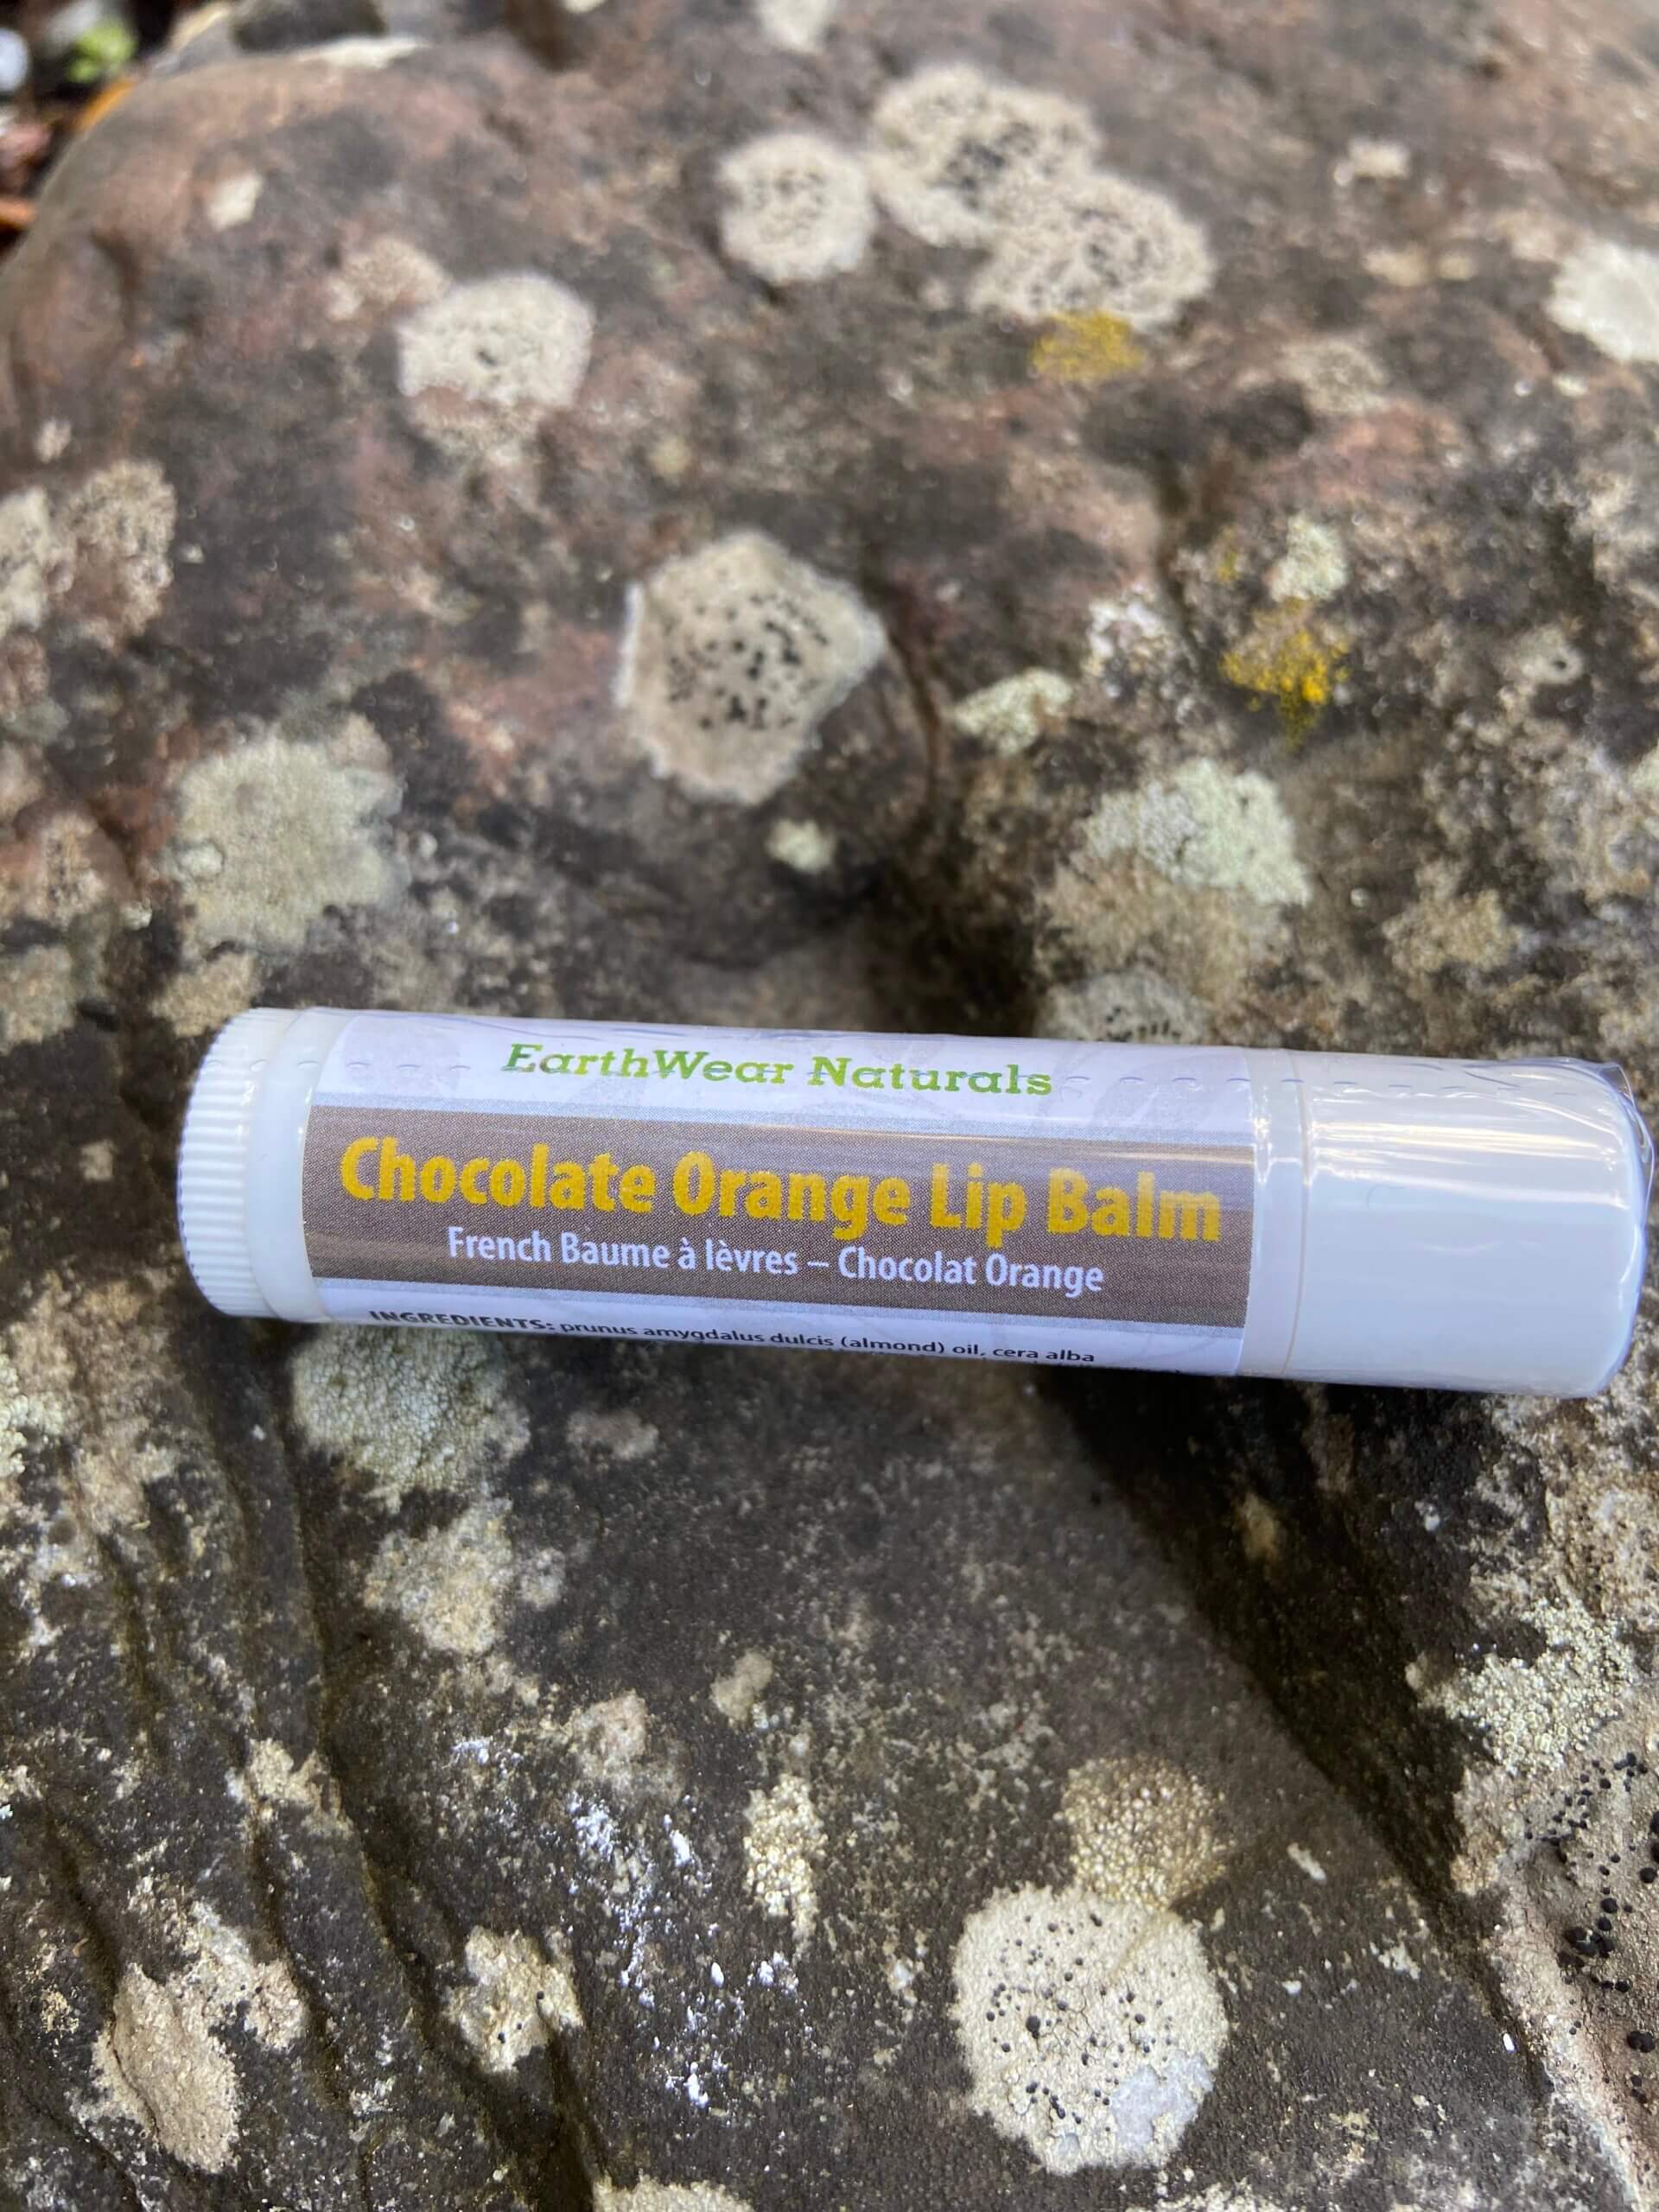 EarthWear Naturals
Chocolate Orange Lip Balm
French Baume à lèvres – Chocolat Orange
INGREDIENTS: prunus amygdalus dulcis (almond) oil, cera alba